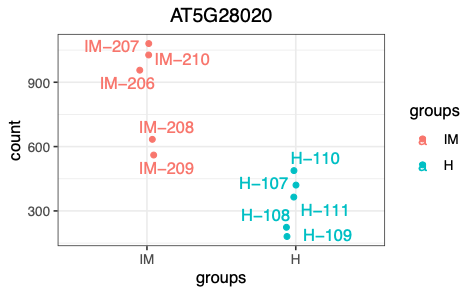 AT5G28020
count
900
600
300
IM−207
IM−210
IM−206
IM−208
IM−209
H−110
H−107
H−111
H−108
H−109
IM
H
groups
groups
a IM
a H